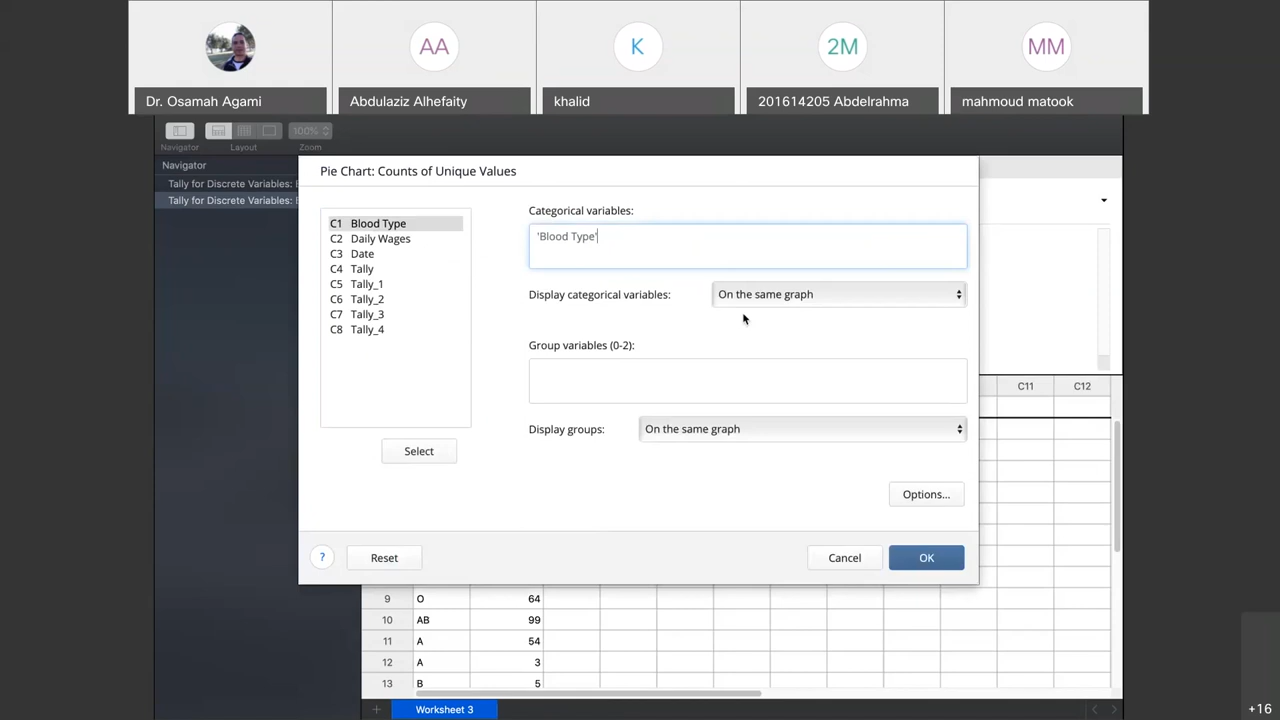 AA
K
2M
MM
Dr. Osamah Agami
Abdulaziz Alhefaity
khalid
201614205 Abdelrahma
mahmoud matook
100%
Navigator
Layout
Zoom
Navigator
Tally for Discrete Variables:
Tally for Discrete Variables:
Pie Chart: Counts of Unique Values
C1 Blood Type
C2 Daily Wages
C3 Date
C4 Tally
C5 Tally_1
C6 Tally_2
C7 Tally_3
C8 Tally_4
Select
Categorical variables:
'Blood Type'
Display categorical variables:
On the same graph
Group variables (0-2):
Display groups:
On the same graph
Options...
?
Reset
Cancel
OK
C11
C12
9 O 64
10 AB 99
11 A 54
12 A 3
13 B 5
+
Worksheet 3
+16